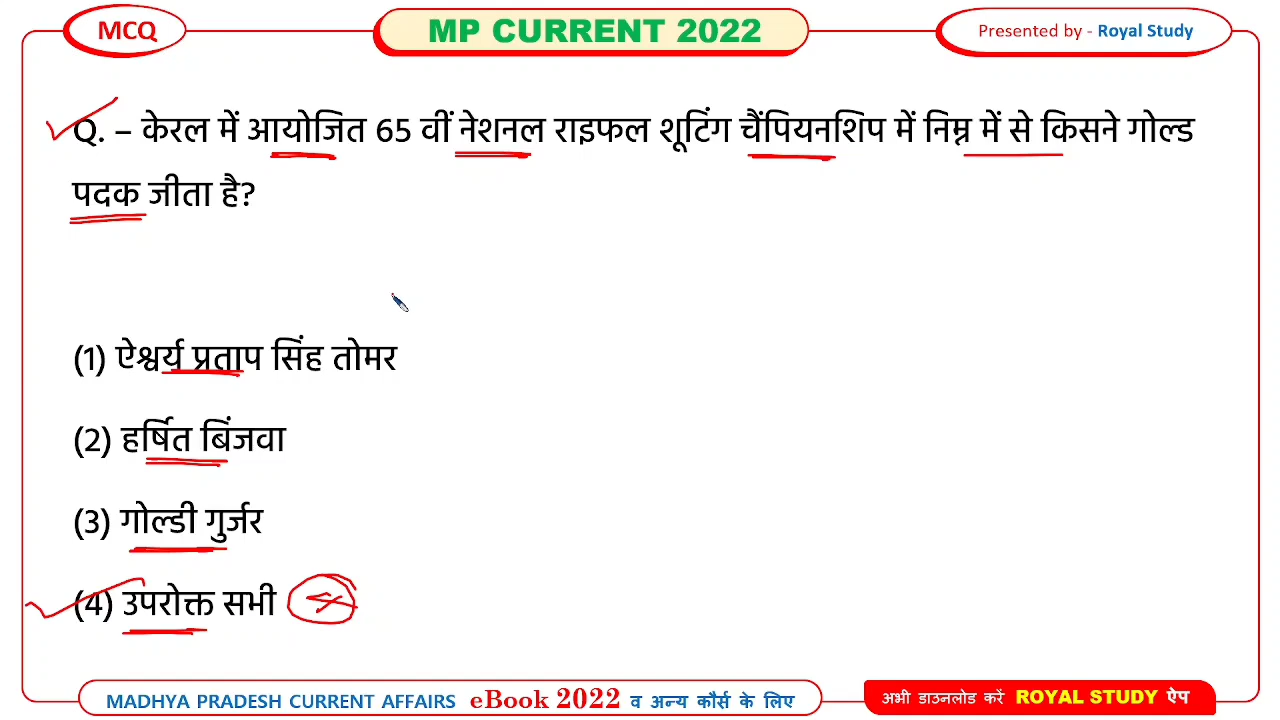 MCQ
MP CURRENT 2022
Presented by - Royal Study
Q. – केरल में आयोजित 65 वीं नेशनल राइफल शूटिंग चैंपियनशिप में निम्न में से किसने गोल्ड
पदक जीता है?
(1) ऐश्वर्य प्रताप सिंह तोमर
(2) हर्षित बिंजवा
(3) गोल्डी गुर्जर
(4) उपरोक्त सभी
MADHYA PRADESH CURRENT AFFAIRS eBook 2022 व अन्य कौर्स के लिए
अभी डाउनलोड करें ROYAL STUDY ऐप